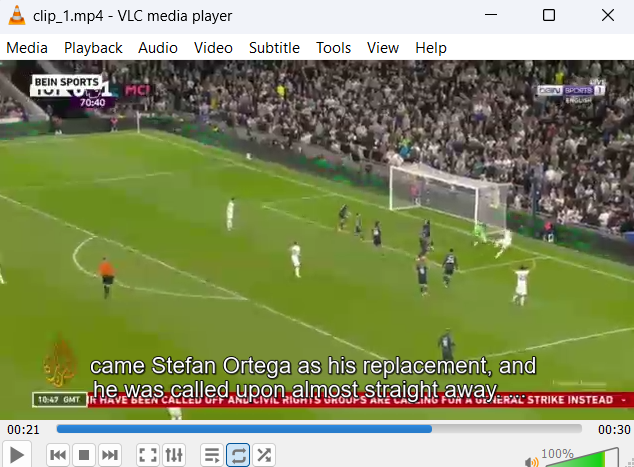 clip_1.mp4 - VLC media player
Media Playback Audio Video Subtitle Tools View Help
BEIN SPORTS
MCI
70:40
LIVE
beIN SPORTS 1
ENGLISH
came Stefan Ortega as his replacement, and
he was called upon almost straight away. ...
10:47 GMT HAVE BEEN CALLED OFF AND CIVIL RIGHTS GROUPS ARE CALLING FOR A GENERAL STRIKE INSTEAD
00:21 00:30
100%